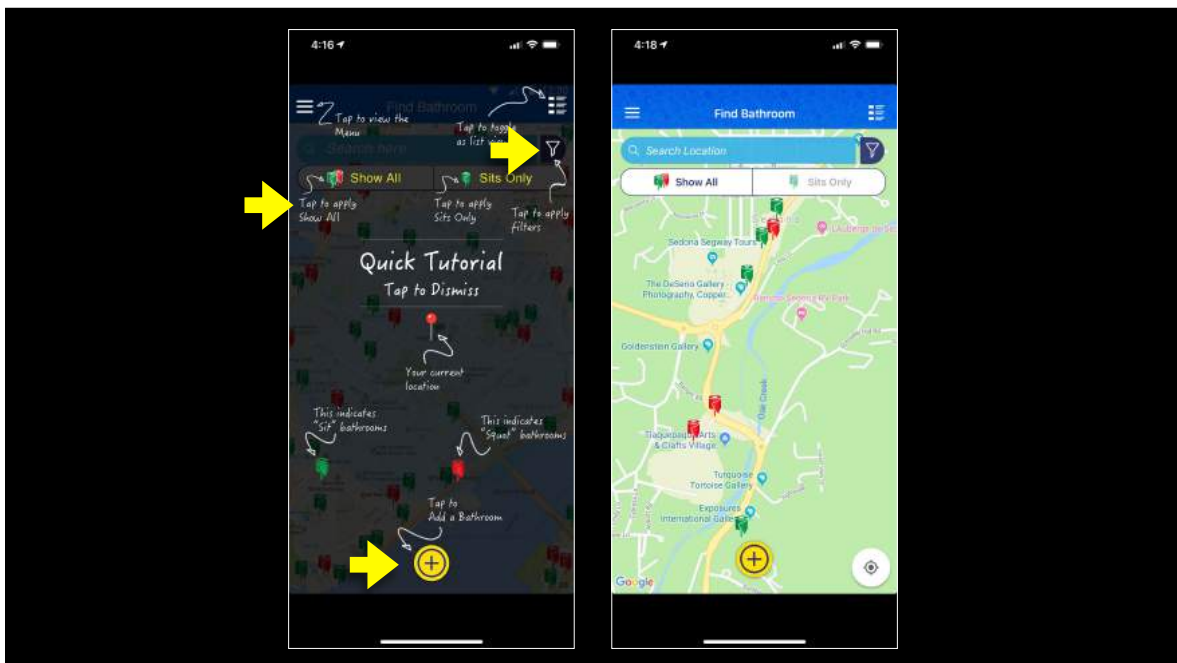 4:16
Find Bathroom
Tap to view the
Menu
Tap to toggle
as list view
Search here
Show All
Sits Only
Tap to apply
Show All
Tap to apply
Sits Only
Tap to apply
filters
Quick Tutorial
Tap to Dismiss
Your current
location
This indicates
"Sit" bathrooms
This indicates
"Squat" bathrooms
Tap to
Add a Bathroom
4:18
Find Bathroom
Search Location
Show All
Sits Only
L'Auberge de Se
Sedona Segway Tours
The DeSerio Gallery
Photography, Copper...
Rancho Sedona RV Park
Goldenstein Gallery
Oak Creek
Tlaquepaque Arts
& Crafts Village
Turquoise
Tortoise Gallery
Exposures
International Galle
Google